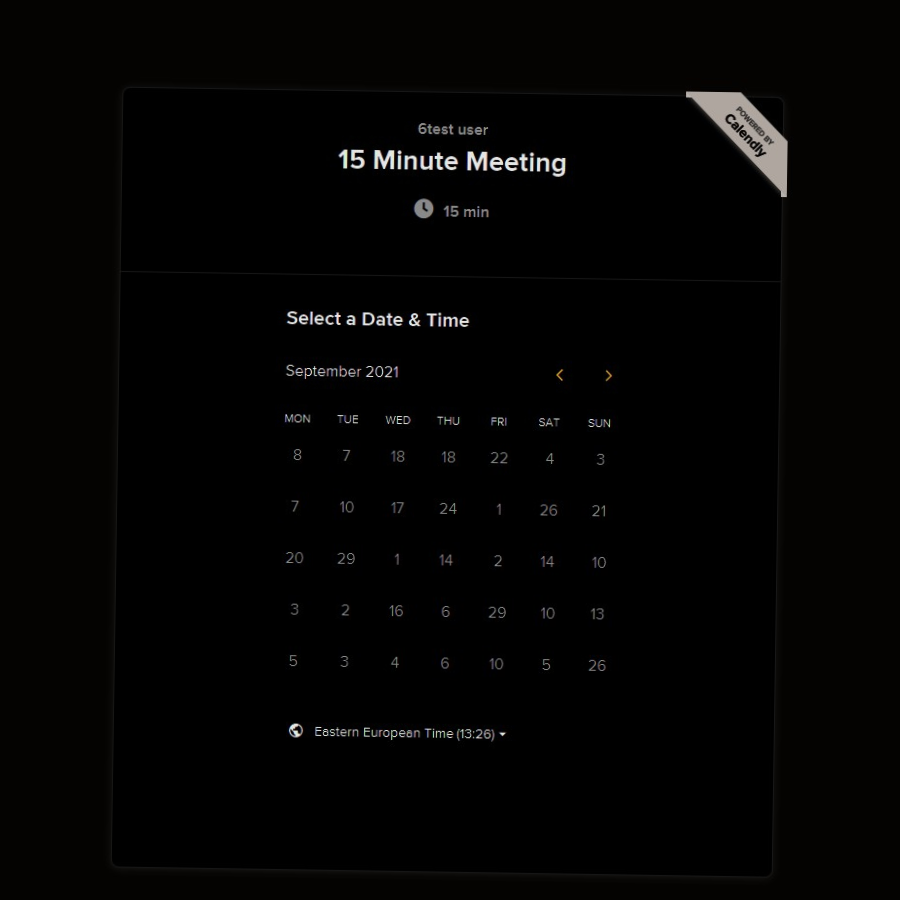 POWERED BY
Calendly
6test user
15 Minute Meeting
15 min
Select a Date & Time
September 2021
MON TUE WED THU FRI SAT SUN
8 7 18 18 22 4 3
7 10 17 24 1 26 21
20 29 1 14 2 14 10
3 2 16 6 29 10 13
5 3 4 6 10 5 26
Eastern European Time (13:26)